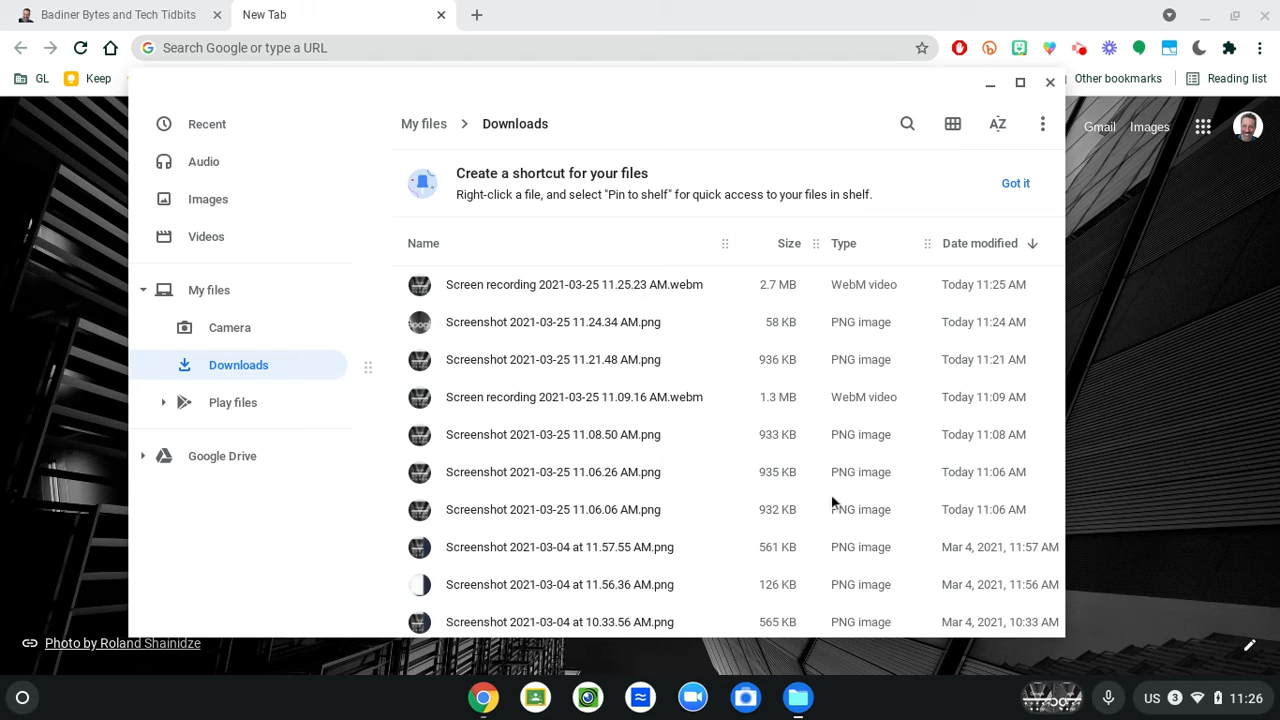 Badiner Bytes and Tech Tidbits
New Tab
Search Google or type a URL
GL
Keep
Other bookmarks
Reading list
Gmail
Images
Recent
Audio
Images
Videos
My files
Camera
Downloads
Play files
Google Drive
My files > Downloads
Create a shortcut for your files
Right-click a file, and select "Pin to shelf" for quick access to your files in shelf.
Got it
Name Size Type Date modified
Screen recording 2021-03-25 11.25.23 AM.webm 2.7 MB WebM video Today 11:25 AM
Screenshot 2021-03-25 11.24.34 AM.png 58 KB PNG image Today 11:24 AM
Screenshot 2021-03-25 11.21.48 AM.png 936 KB PNG image Today 11:21 AM
Screen recording 2021-03-25 11.09.16 AM.webm 1.3 MB WebM video Today 11:09 AM
Screenshot 2021-03-25 11.08.50 AM.png 933 KB PNG image Today 11:08 AM
Screenshot 2021-03-25 11.06.26 AM.png 935 KB PNG image Today 11:06 AM
Screenshot 2021-03-25 11.06.06 AM.png 932 KB PNG image Today 11:06 AM
Screenshot 2021-03-04 at 11.57.55 AM.png 561 KB PNG image Mar 4, 2021, 11:57 AM
Screenshot 2021-03-04 at 11.56.36 AM.png 126 KB PNG image Mar 4, 2021, 11:56 AM
Screenshot 2021-03-04 at 10.33.56 AM.png 565 KB PNG image Mar 4, 2021, 10:33 AM
Photo by Roland Shainidze
US 3 11:26